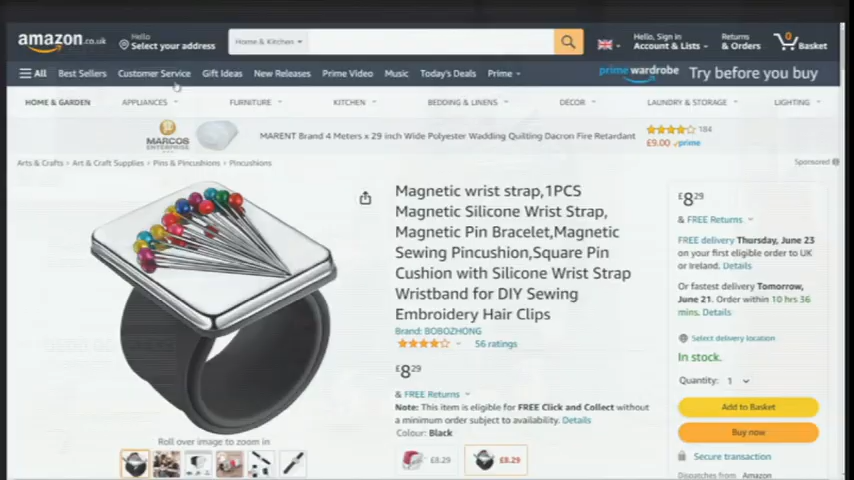 amazon.co.uk
Hello
Select your address
Home & Kitchen
Hello, Sign in
Account & Lists
Returns
& Orders
0
Basket
All
Best Sellers
Customer Service
Gift Ideas
New Releases
Prime Video
Music
Today's Deals
Prime
prime wardrobe
Try before you buy
HOME & GARDEN
APPLIANCES
FURNITURE
KITCHEN
BEDDING & LINENS
DÉCOR
LAUNDRY & STORAGE
LIGHTING
MARCOS
ENTERPRISE
MARENT Brand 4 Meters x 29 inch Wide Polyester Wadding Quilting Dacron Fire Retardant
184
£9.00 prime
Arts & Crafts › Art & Craft Supplies › Pins & Pincushions › Pincushions
Sponsored
Magnetic wrist strap,1PCS
Magnetic Silicone Wrist Strap,
Magnetic Pin Bracelet,Magnetic
Sewing Pincushion,Square Pin
Cushion with Silicone Wrist Strap
Wristband for DIY Sewing
Embroidery Hair Clips
Brand: BOBOZHONG
56 ratings
£8.29
& FREE Returns
Note: This item is eligible for FREE Click and Collect without
a minimum order subject to availability. Details
Colour: Black
£8.29
£8.29
Roll over image to zoom in
£8.29
& FREE Returns
FREE delivery Thursday, June 23
on your first eligible order to UK
or Ireland. Details
Or fastest delivery Tomorrow,
June 21. Order within 10 hrs 36
mins. Details
Select delivery location
In stock.
Quantity: 1
Add to Basket
Buy now
Secure transaction
Dispatches from Amazon